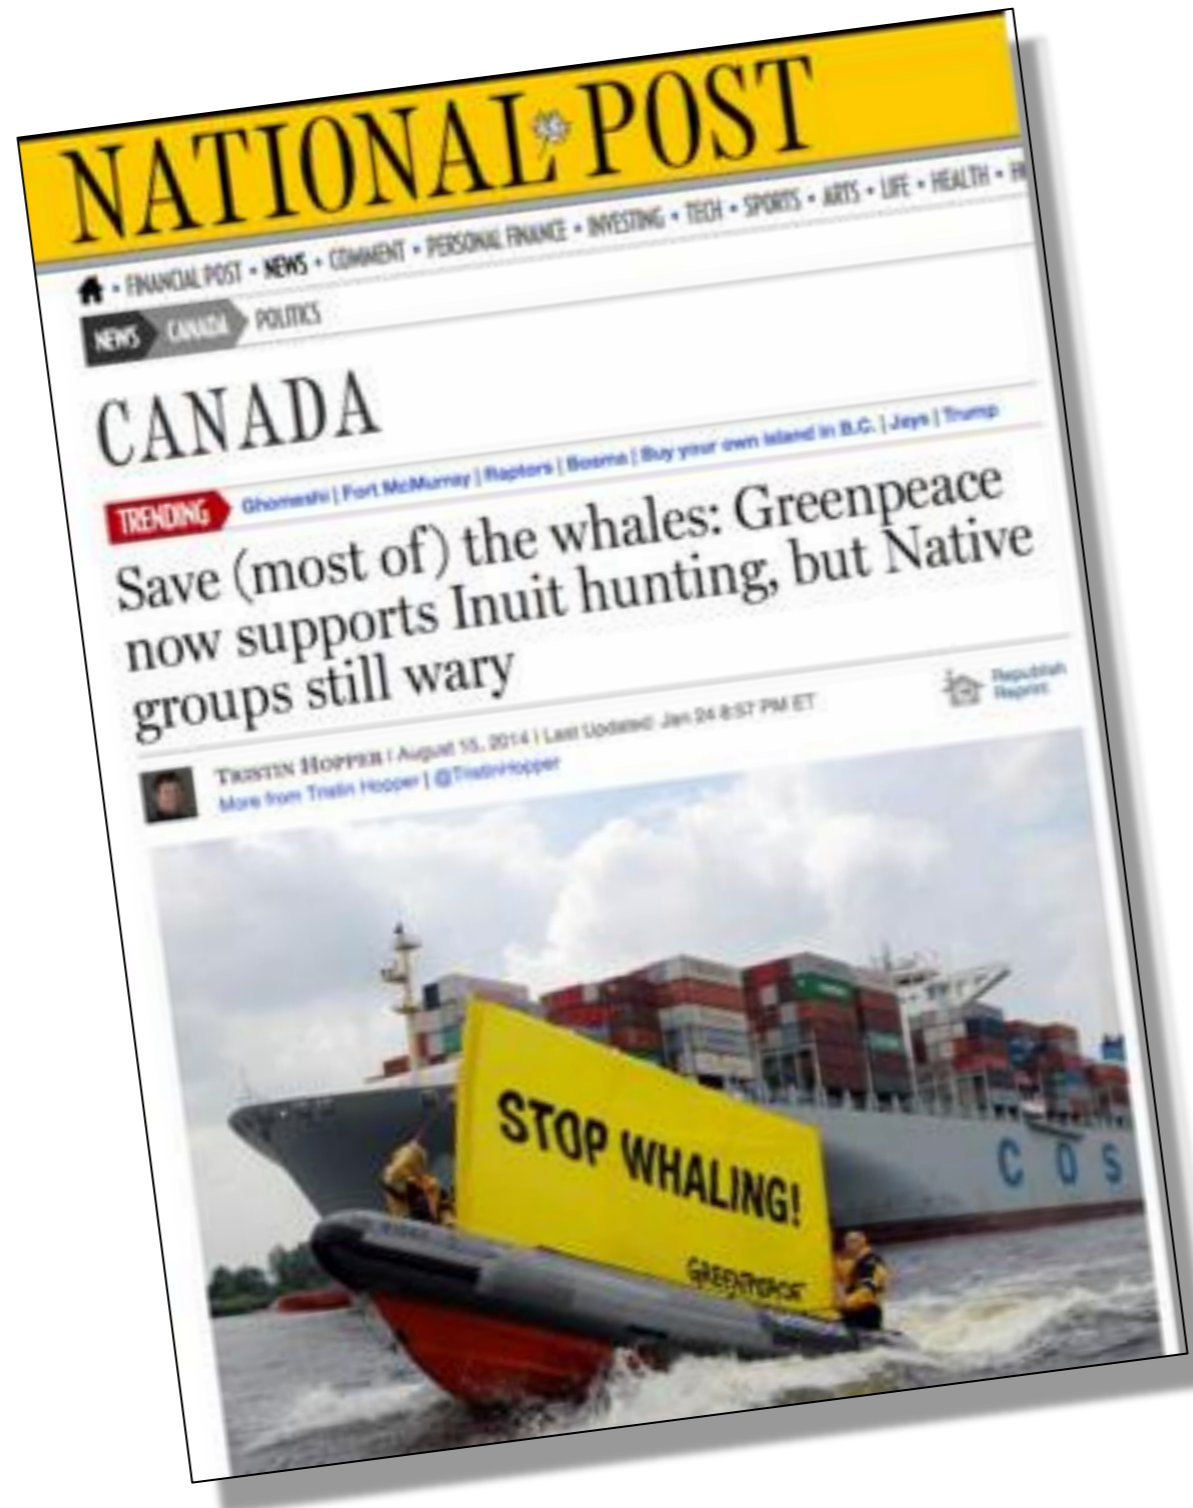 NATIONAL POST
• FINANCIAL POST • NEWS • COMMENT • PERSONAL FINANCE • INVESTING • TECH • SPORTS • ARTS • LIFE • HEALTH •
NEWS CANADA POLITICS
CANADA
TRENDING Ghomeshi | Fort McMurray | Raptors | Bosma | Buy your own island in B.C. | Jays | Trump
Save (most of) the whales: Greenpeace
now supports Inuit hunting, but Native
groups still wary
TRISTIN HOPPER | August 15, 2014 | Last Updated: Jan 24 8:57 PM ET
More from Tristin Hopper | @TristinHopper
Republish
Reprint
STOP WHALING!
GREENPEACE
COS